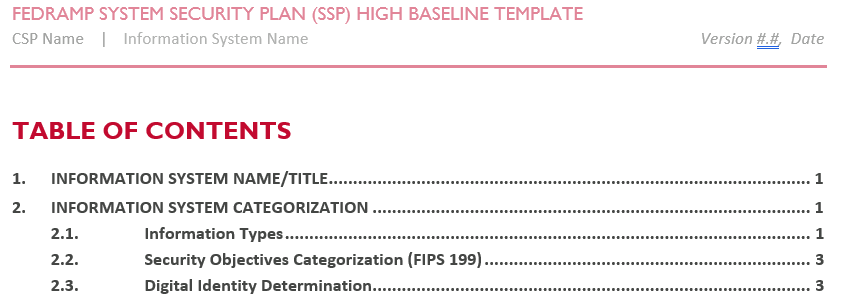 FEDRAMP SYSTEM SECURITY PLAN (SSP) HIGH BASELINE TEMPLATE
CSP Name | Information System Name Version #.#, Date
TABLE OF CONTENTS
1. INFORMATION SYSTEM NAME/TITLE.................................................................................................. 1
2. INFORMATION SYSTEM CATEGORIZATION ......................................................................................... 1
2.1. Information Types........................................................................................................... 1
2.2. Security Objectives Categorization (FIPS 199) .................................................................. 3
2.3. Digital Identity Determination......................................................................................... 3